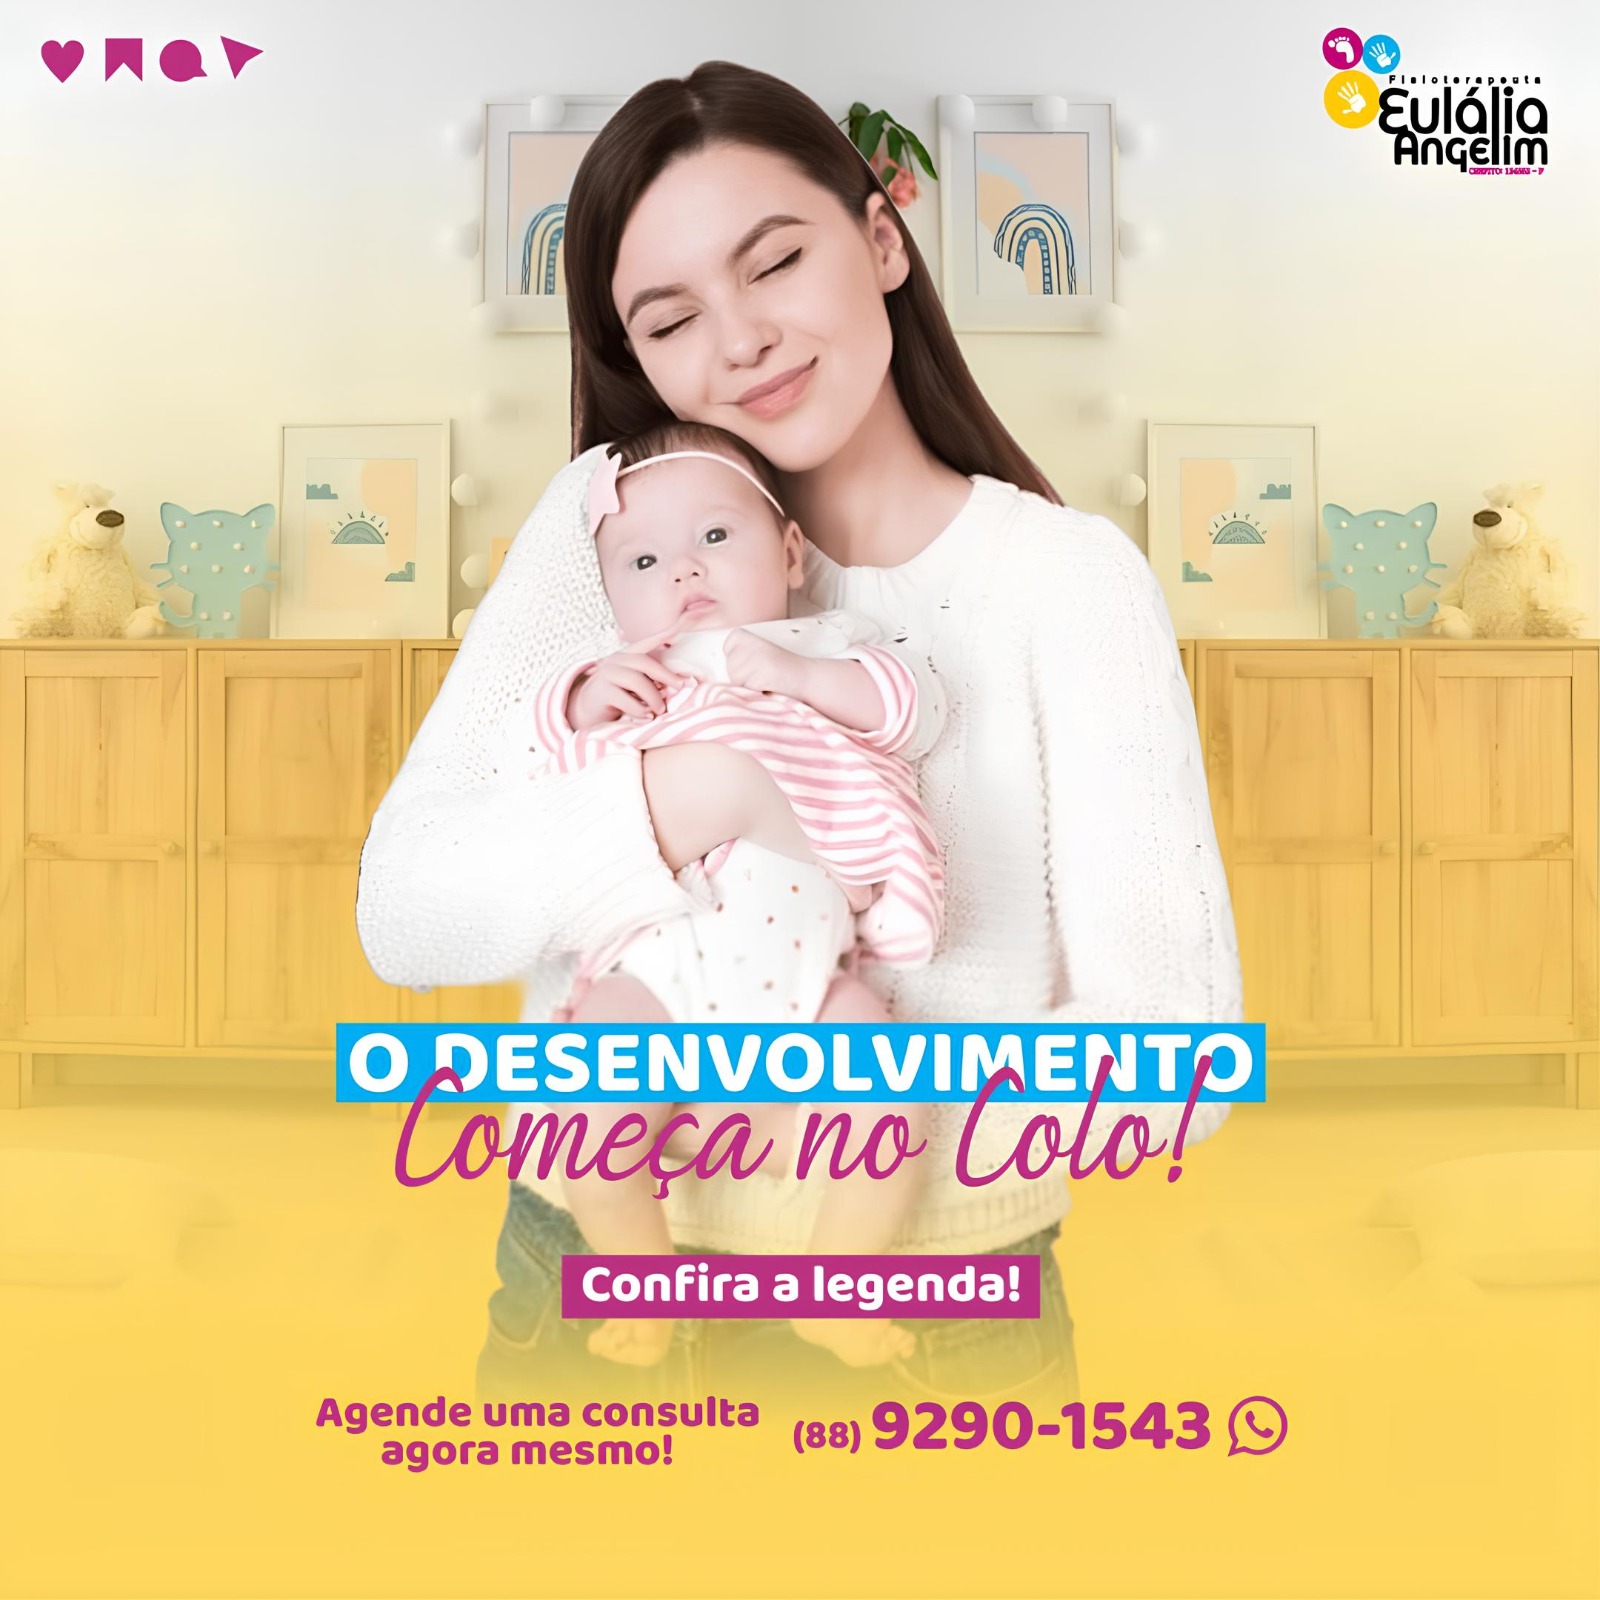 Fisioterapeuta
Eulália
Angelim
O DESENVOLVIMENTO
Começa no Colo!
Confira a legenda!
Agende uma consulta
agora mesmo!
(88) 9290-1543